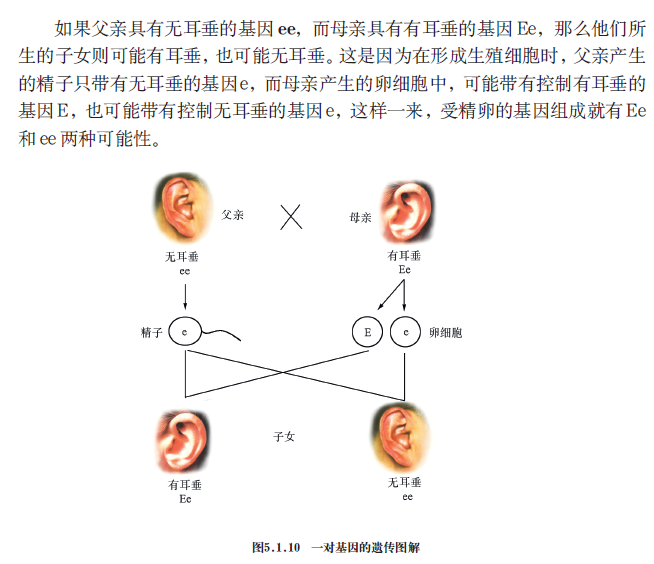 如果父亲具有无耳垂的基因ee，而母亲具有有耳垂的基因Ee，那么他们所
生的子女则可能有耳垂，也可能无耳垂。这是因为在形成生殖细胞时，父亲产生
的精子只带有无耳垂的基因e，而母亲产生的卵细胞中，可能带有控制有耳垂的
基因E，也可能带有控制无耳垂的基因e，这样一来，受精卵的基因组成就有Ee
和ee两种可能性。
父亲
母亲
无耳垂
ee
有耳垂
Ee
精子
e
E
e
卵细胞
子女
有耳垂
Ee
无耳垂
ee
图5.1.10 一对基因的遗传图解